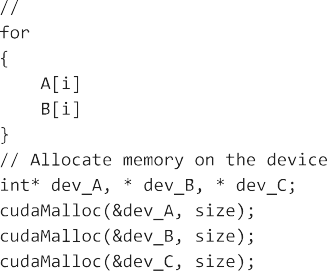 //
for
{
    A[i]
    B[i]
}
// Allocate memory on the device
int* dev_A, * dev_B, * dev_C;
cudaMalloc(&dev_A, size);
cudaMalloc(&dev_B, size);
cudaMalloc(&dev_C, size);